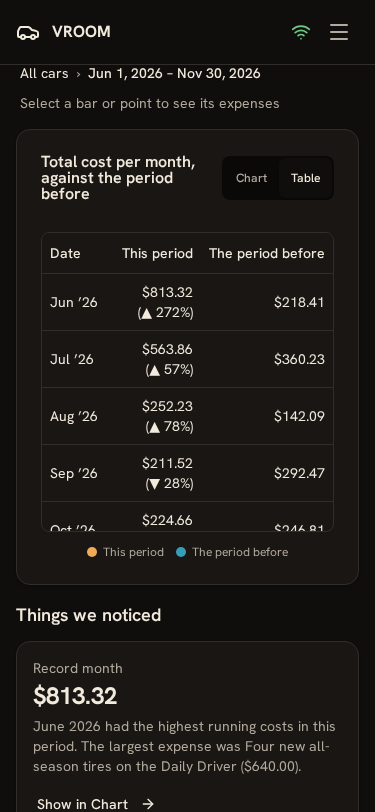 VROOM
All cars › Jun 1, 2026 – Nov 30, 2026
Select a bar or point to see its expenses
Total cost per month,
against the period
before
Chart
Table
Date This period The period before
Jun ’26 $813.32 (▲ 272%) $218.41
Jul ’26 $563.86 (▲ 57%) $360.23
Aug ’26 $252.23 (▲ 78%) $142.09
Sep ’26 $211.52 (▼ 28%) $292.47
Oct ’26 $224.66 $246.81
This period The period before
Things we noticed
Record month
$813.32
June 2026 had the highest running costs in this
period. The largest expense was Four new all-
season tires on the Daily Driver ($640.00).
Show in Chart →